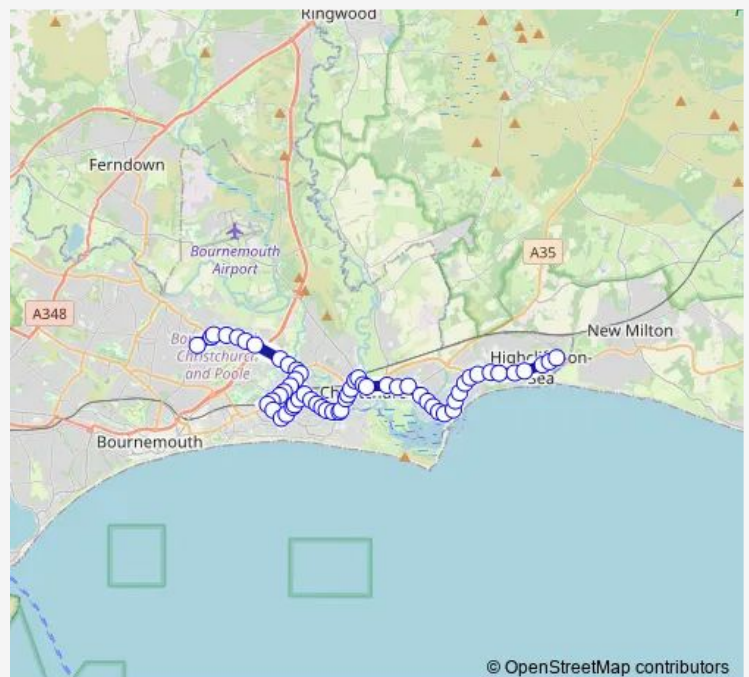 Ringwood
Ferndown
Bournemouth
Airport
A35
A348
New Milton
Christchurch
and Poole
Sea
Bournemouth
© OpenStreetMap contributors